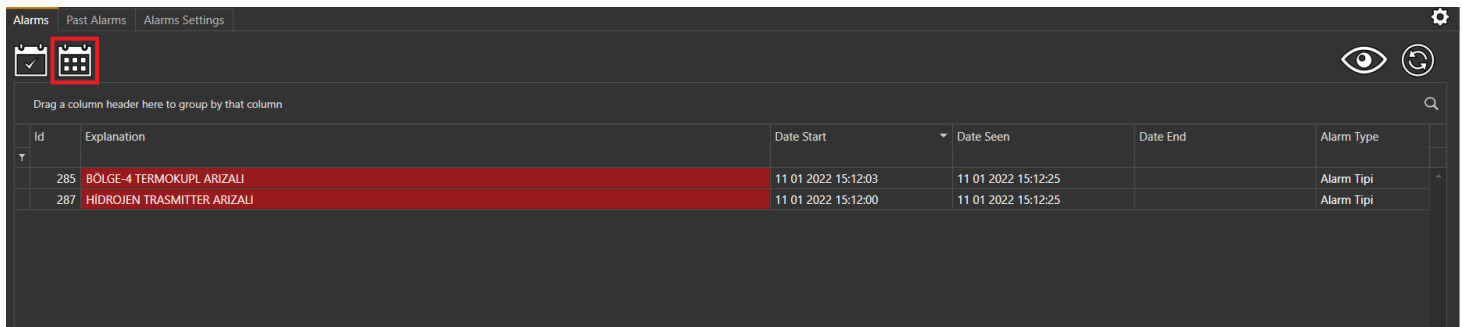 Alarms Past Alarms Alarms Settings
Drag a column header here to group by that column
Id Explanation Date Start Date Seen Date End Alarm Type
285 BÖLGE-4 TERMOKUPL ARIZALI 11 01 2022 15:12:03 11 01 2022 15:12:25 Alarm Tipi
287 HİDROJEN TRASMITTER ARIZALI 11 01 2022 15:12:00 11 01 2022 15:12:25 Alarm Tipi